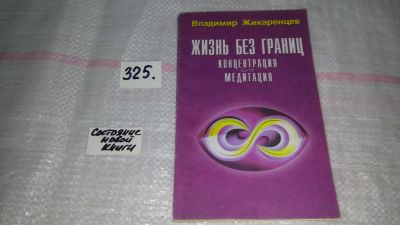 Владимир Жикаренцев
ЖИЗНЬ БЕЗ ГРАНИЦ
КОНЦЕНТРАЦИЯ
МЕДИТАЦИЯ
325.
Состояние
новой
книги